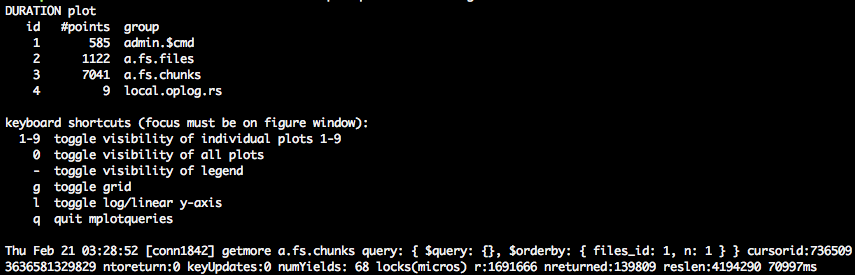 DURATION plot
id #points group
1 585 admin.$cmd
2 1122 a.fs.files
3 7041 a.fs.chunks
4 9 local.oplog.rs
keyboard shortcuts (focus must be on figure window):
1-9 toggle visibility of individual plots 1-9
0 toggle visibility of all plots
- toggle visibility of legend
g toggle grid
l toggle log/linear y-axis
q quit mplotqueries
Thu Feb 21 03:28:52 [conn1842] getmore a.fs.chunks query: { $query: {}, $orderby: { files_id: 1, n: 1 } } cursorid:736509
3636581329829 ntoreturn:0 keyUpdates:0 numYields: 68 locks(micros) r:1691666 nreturned:139809 reslen:4194290 70997ms